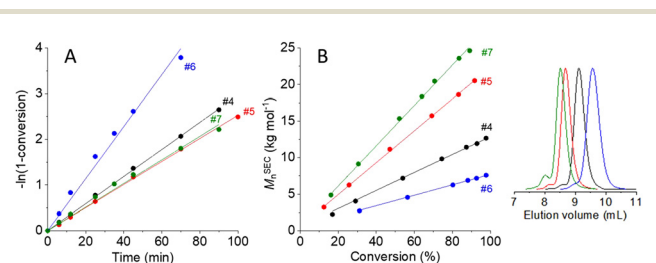 A
4
3
2
1
0
-ln(1-conversion)
#6
#4
#7
#5
0 20 40 60 80 100
Time (min)
B
25
20
15
10
5
0
Mₙ^SEC (kg mol⁻¹)
#7
#5
#4
#6
0 20 40 60 80 100
Conversion (%)
7 8 9 10 11
Elution volume (mL)